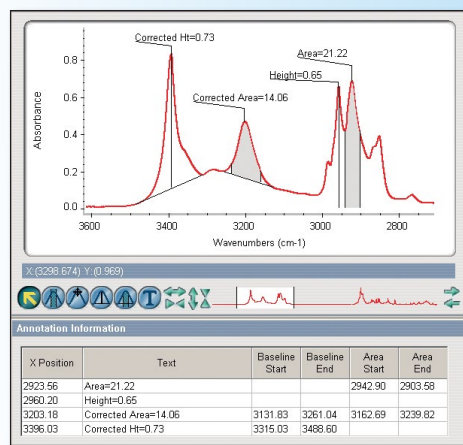 Corrected Ht=0.73
Area=21.22
Height=0.65
Corrected Area=14.06
Absorbance
0.8
0.6
0.4
0.2
0.0
3600 3400 3200 3000 2800
Wavenumbers (cm-1)
X:(3298.674) Y:(0.969)
T
Annotation Information
X Position Text Baseline Start Baseline End Area Start Area End
2923.56 Area=21.22 2942.90 2903.58
2960.20 Height=0.65
3203.18 Corrected Area=14.06 3131.83 3261.04 3162.69 3239.82
3396.03 Corrected Ht=0.73 3315.03 3488.60